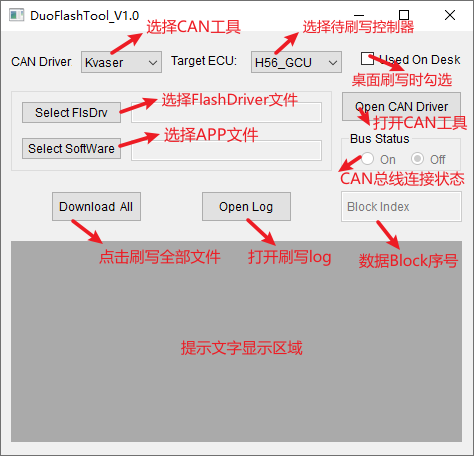 DuoFlashTool_V1.0
选择CAN工具
选择待刷写控制器
CAN Driver
Kvaser
Target ECU:
H56_GCU
Used On Desk
桌面刷写时勾选
Select FlsDrv
选择FlashDriver文件
Open CAN Driver
打开CAN工具
Select SoftWare
选择APP文件
Bus Status
On
Off
CAN总线连接状态
Download All
Open Log
Block Index
点击刷写全部文件
打开刷写log
数据Block序号
提示文字显示区域